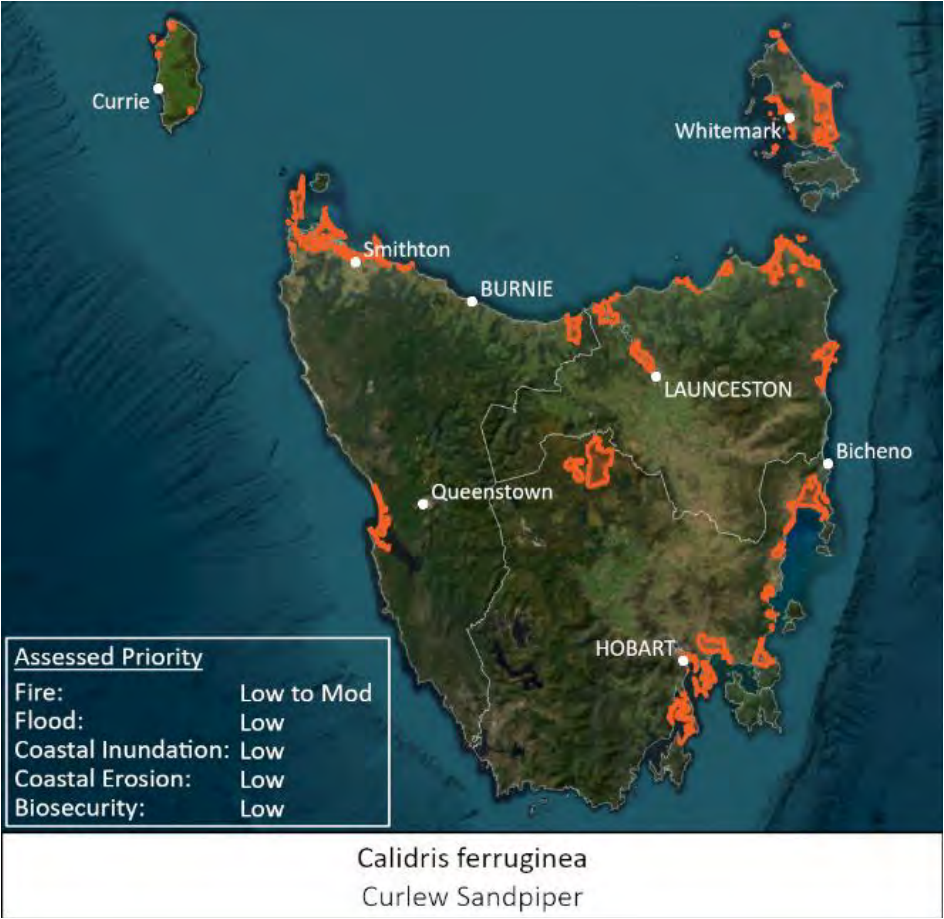 Currie
Whitemark
Smithton
BURNIE
LAUNCESTON
Bicheno
Queenstown
HOBART
Assessed Priority
Fire: Low to Mod
Flood: Low
Coastal Inundation: Low
Coastal Erosion: Low
Biosecurity: Low
Calidris ferruginea
Curlew Sandpiper